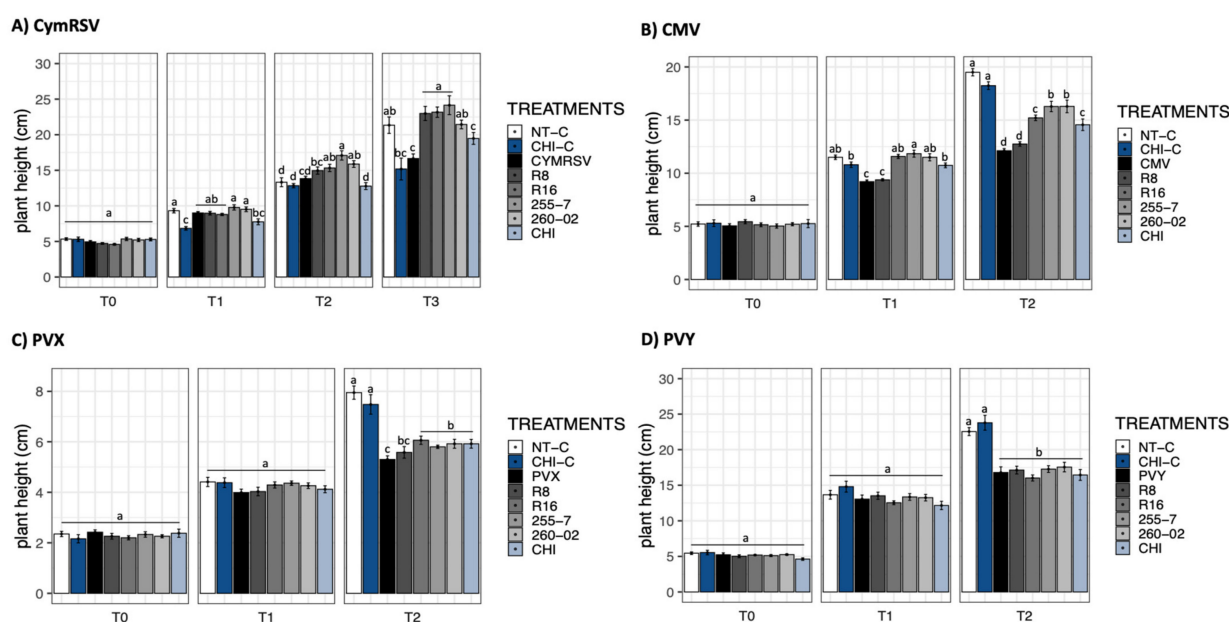 A) CymRSV
plant height (cm)
30
25
20
15
10
5
0
a
a
c
ab
a
a
bc
d
d
cd
bc
ab
a
ab
d
ab
bc
c
a
ab
c
T0
T1
T2
T3
TREATMENTS
NT-C
CHI-C
CYMRSV
R8
R16
255-7
260-02
CHI
B) CMV
plant height (cm)
20
15
10
5
0
a
ab
b
c
c
ab
a
ab
b
a
a
d
d
c
b
b
c
T0
T1
T2
TREATMENTS
NT-C
CHI-C
CMV
R8
R16
255-7
260-02
CHI
C) PVX
plant height (cm)
8
6
4
2
0
a
a
a
a
c
bc
b
T0
T1
T2
TREATMENTS
NT-C
CHI-C
PVX
R8
R16
255-7
260-02
CHI
D) PVY
plant height (cm)
30
25
20
15
10
5
0
a
a
a
a
b
T0
T1
T2
TREATMENTS
NT-C
CHI-C
PVY
R8
R16
255-7
260-02
CHI